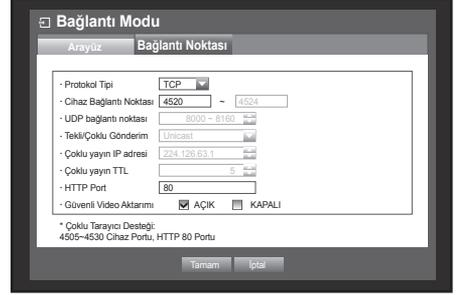 Bağlantı Modu
Arayüz Bağlantı Noktası
· Protokol Tipi TCP
· Cihaz Bağlantı Noktası 4520 ~ 4524
· UDP bağlantı noktası 8000 ~ 8160
· Tekli/Çoklu Gönderim Unicast
· Çoklu yayın IP adresi 224.126.63.1
· Çoklu yayın TTL 5
· HTTP Port 80
· Güvenli Video Aktarımı AÇIK KAPALI
* Çoklu Tarayıcı Desteği:
4505~4530 Cihaz Portu, HTTP 80 Portu
Tamam İptal